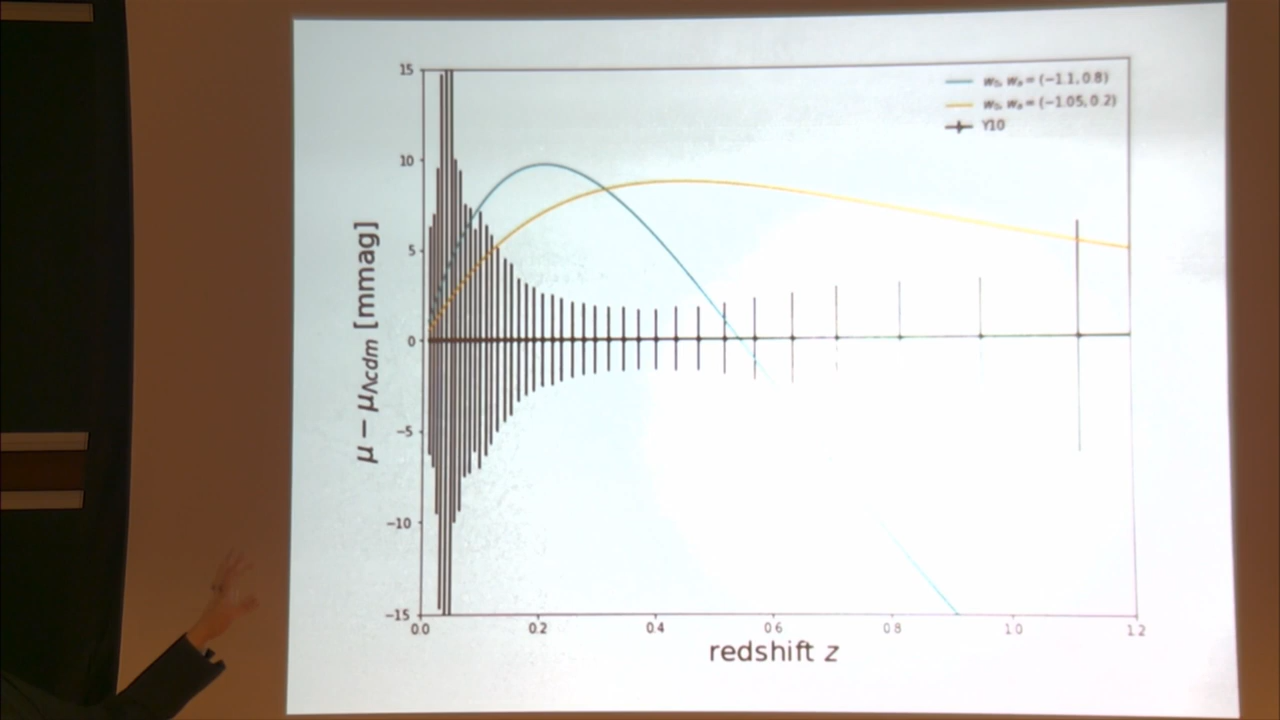 w₀, wₐ = (−1.1, 0.8)
w₀, wₐ = (−1.05, 0.2)
Y10
15
10
5
0
−5
−10
−15
μ − μΛcdm [mmag]
0.0 0.2 0.4 0.6 0.8 1.0 1.2
redshift z